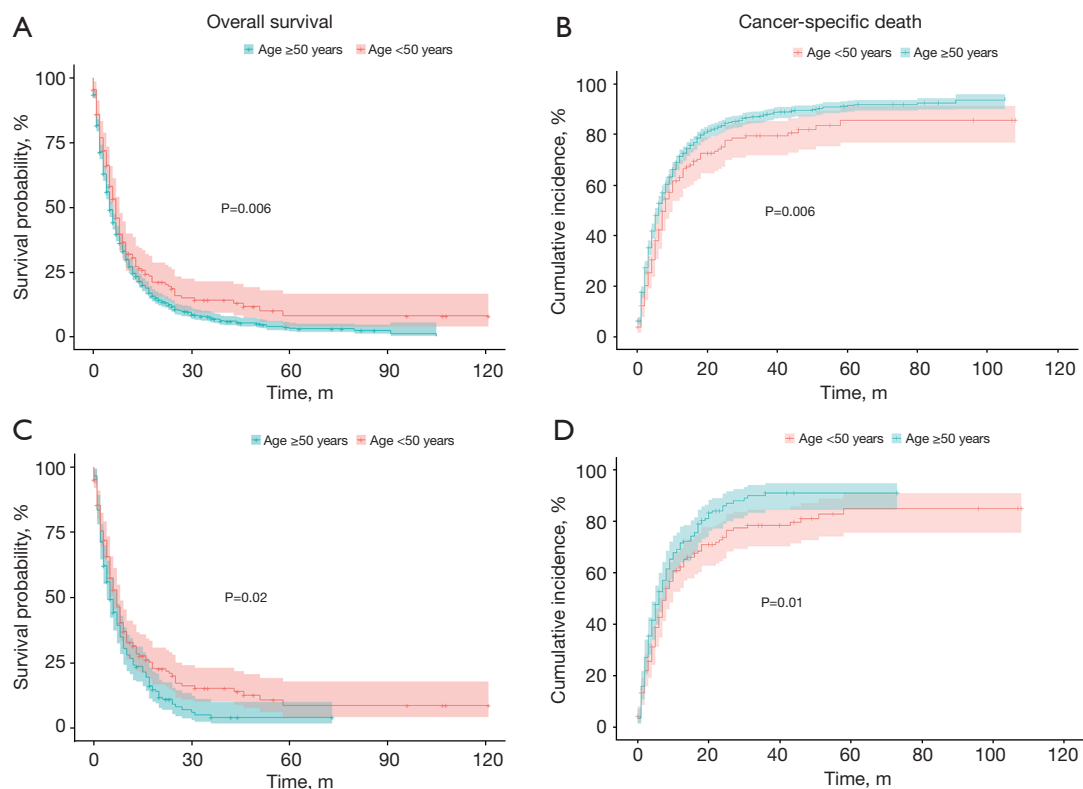 A
Overall survival
Age ≥50 years Age <50 years
100
75
50
25
0
Survival probability, %
P=0.006
0 30 60 90 120
Time, m
B
Cancer-specific death
Age <50 years Age ≥50 years
100
80
60
40
20
0
Cumulative incidence, %
P=0.006
0 20 40 60 80 100 120
Time, m
C
Age ≥50 years Age <50 years
100
75
50
25
0
Survival probability, %
P=0.02
0 30 60 90 120
Time, m
D
Age <50 years Age ≥50 years
100
80
60
40
20
0
Cumulative incidence, %
P=0.01
0 20 40 60 80 100 120
Time, m